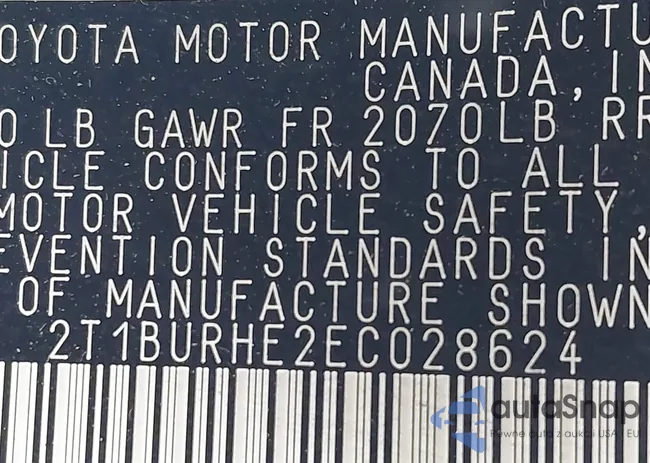 OYOTA MOTOR MANUFACTU
CANADA, IN
0 LB GAWR FR 2070LB RR
ICLE CONFORMS TO ALL
MOTOR VEHICLE SAFETY,
EVENTION STANDARDS IN
OF MANUFACTURE SHOWN
2T1BURHE2EC028624
autoSnap
Pewne auta z aukcji USA i EU